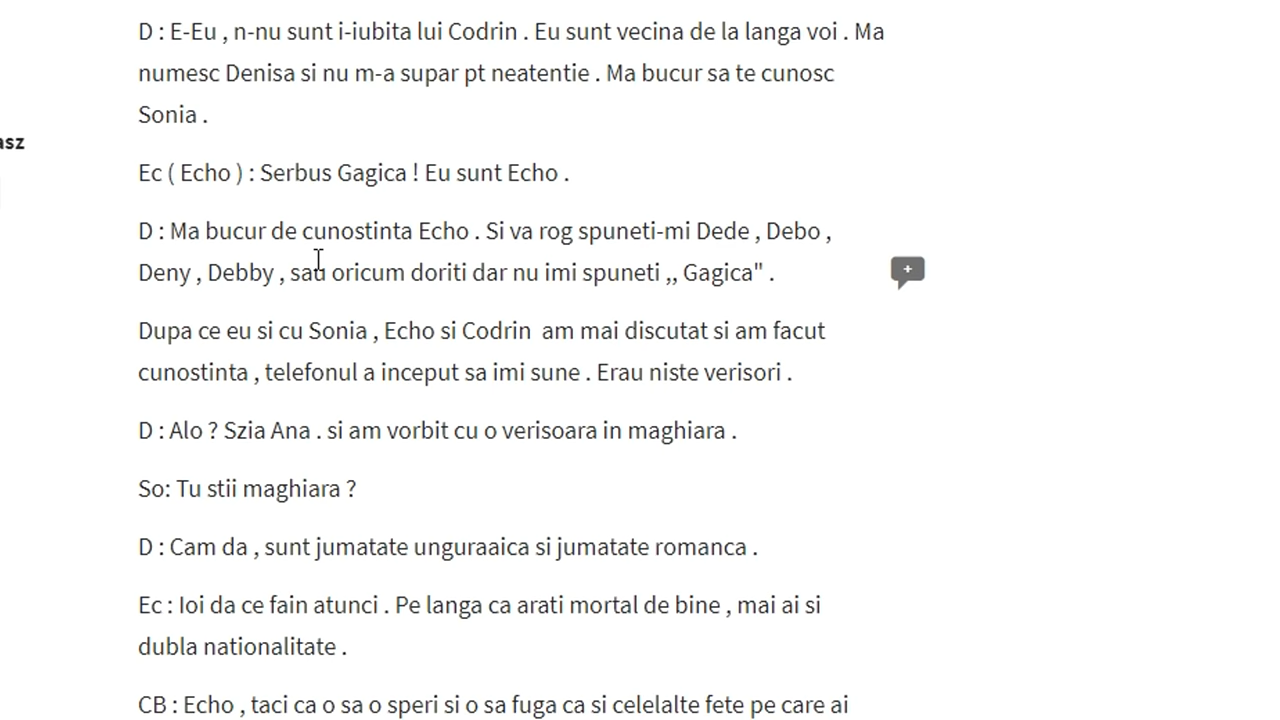 D : E-Eu , n-nu sunt i-iubita lui Codrin . Eu sunt vecina de la langa voi . Ma
numesc Denisa si nu m-a supar pt neatentie . Ma bucur sa te cunosc
Sonia .
asz
Ec ( Echo ) : Serbus Gagica ! Eu sunt Echo .
D : Ma bucur de cunostinta Echo . Si va rog spuneti-mi Dede , Debo ,
Deny , Debby , sau oricum doriti dar nu imi spuneti ,, Gagica" .
Dupa ce eu si cu Sonia , Echo si Codrin  am mai discutat si am facut
cunostinta , telefonul a inceput sa imi sune . Erau niste verisori .
D : Alo ? Szia Ana . si am vorbit cu o verisoara in maghiara .
So: Tu stii maghiara ?
D : Cam da , sunt jumatate unguraaica si jumatate romanca .
Ec : Ioi da ce fain atunci . Pe langa ca arati mortal de bine , mai ai si
dubla nationalitate .
CB : Echo , taci ca o sa o speri si o sa fuga ca si celelalte fete pe care ai